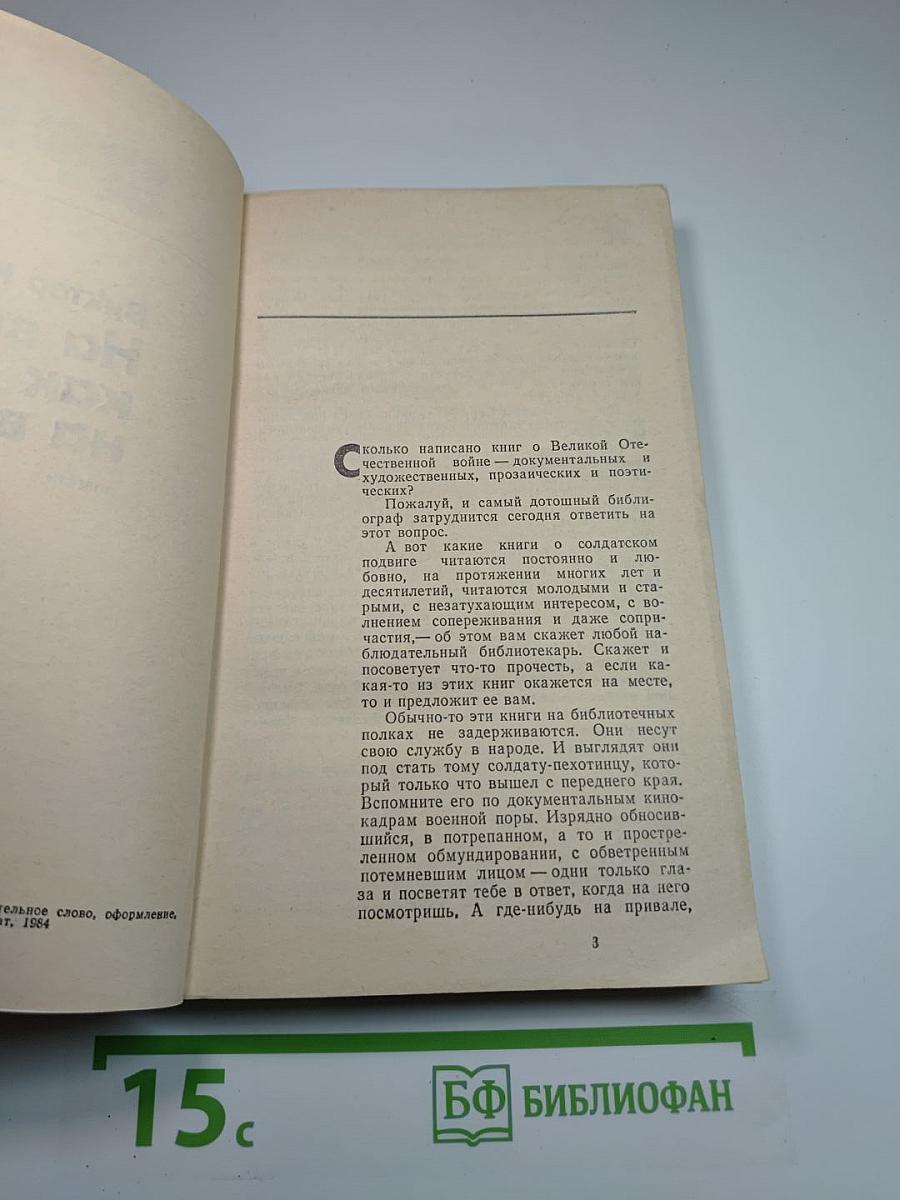 Сколько написано книг о Великой Оте-
чественной войне — документальных и
художественных, прозаических и поэти-
ческих?
Пожалуй, и самый дотошный библи-
ограф затруднится сегодня ответить на
этот вопрос.
А вот какие книги о солдатском
подвиге читаются постоянно и лю-
бовно, на протяжении многих лет и
десятилетий, читаются молодыми и ста-
рыми, с незатухающим интересом, с во-
лнением сопереживания и даже сопри-
частия,— об этом вам скажет любой на-
блюдательный библиотекарь. Скажет и
посоветует что-то прочесть, а если ка-
кая-то из этих книг окажется на месте,
то и предложит ее вам.
Обычно-то эти книги на библиотечных
полках не задерживаются. Они несут
свою службу в народе. И выглядят они
под стать тому солдату-пехотинцу, кото-
рый только что вышел с переднего края.
Вспомните его по документальным кино-
кадрам военной поры. Изрядно обносив-
шийся, в потрепанном, а то и простре-
ленном обмундировании, с обветренным
потемневшим лицом — одни только гла-
за и посветят тебе в ответ, когда на него
посмотришь. А где-нибудь на привале,
3
тельное слово, оформление,
ат, 1984
15 с
БФ БИБЛИОФАН